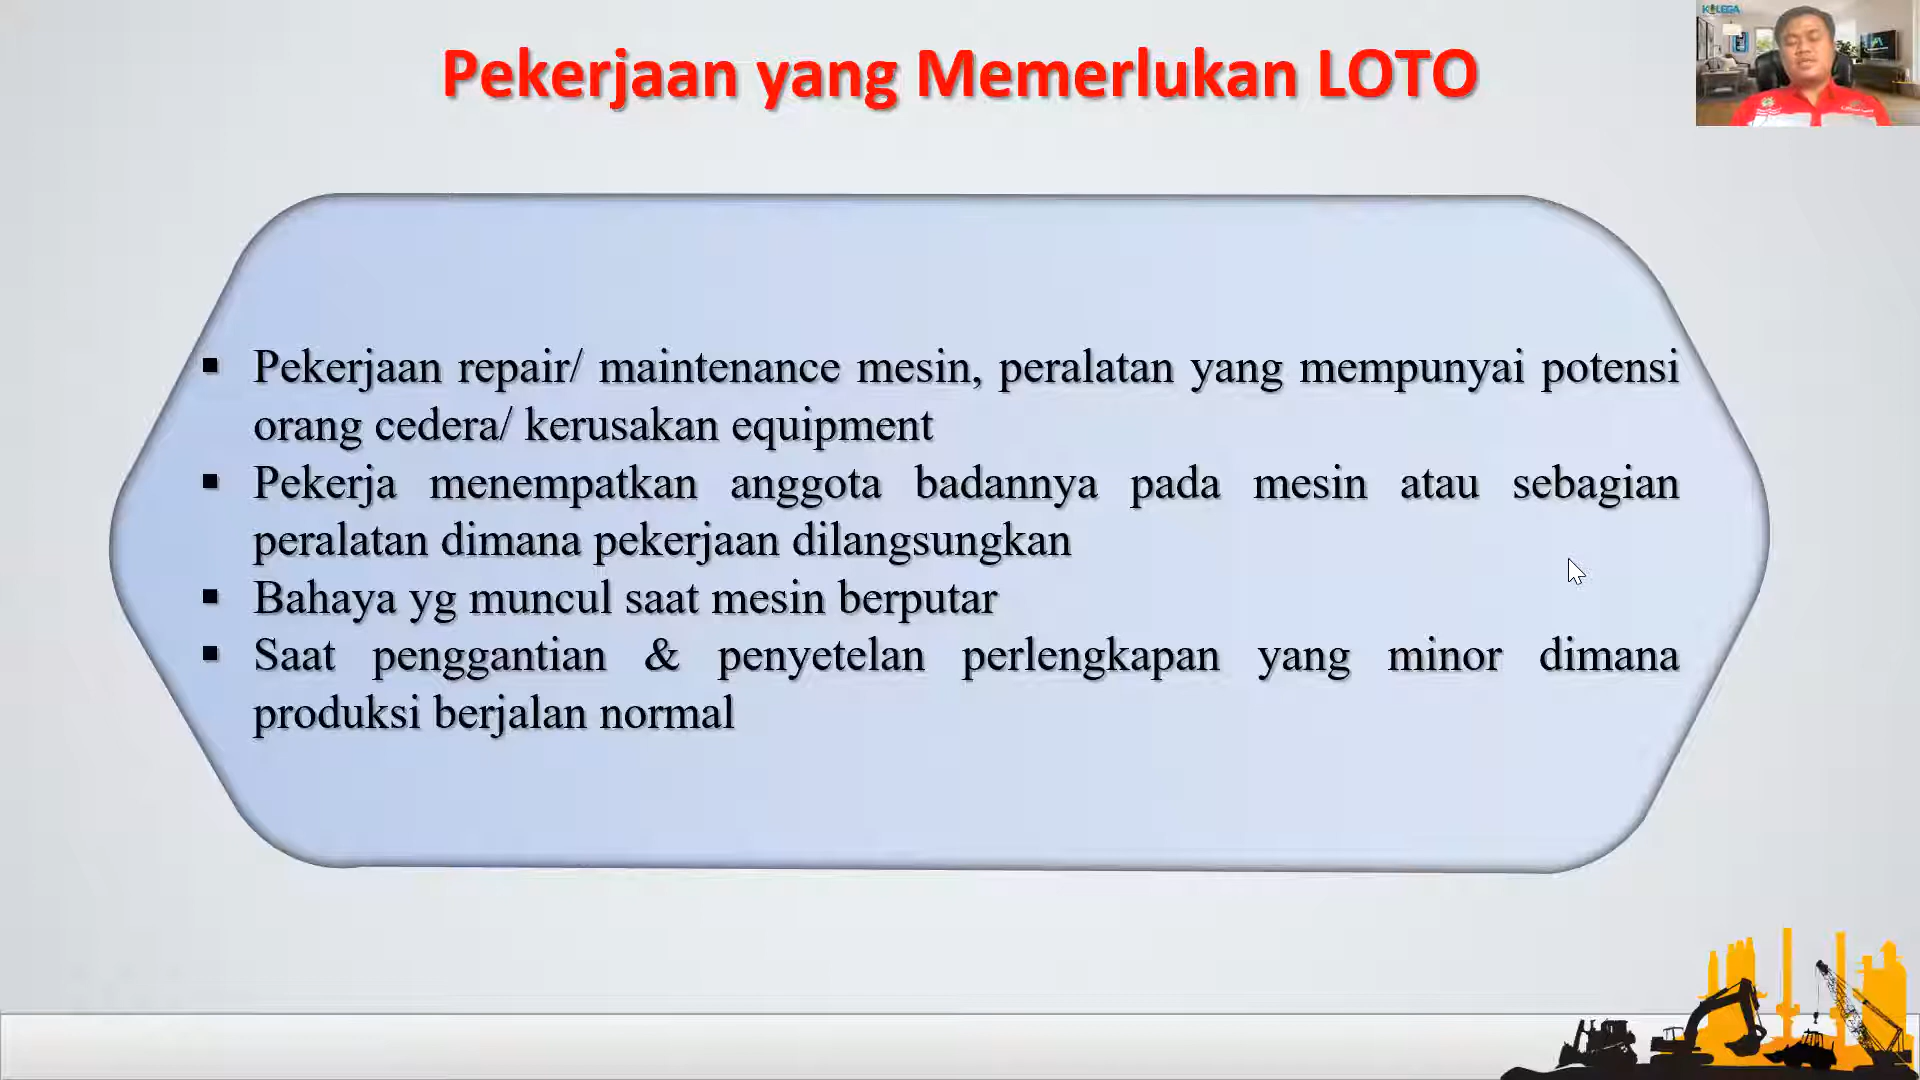 KOLEGA
Pekerjaan yang Memerlukan LOTO
▪ Pekerjaan repair/ maintenance mesin, peralatan yang mempunyai potensi
orang cedera/ kerusakan equipment
▪ Pekerja menempatkan anggota badannya pada mesin atau sebagian
peralatan dimana pekerjaan dilangsungkan
▪ Bahaya yg muncul saat mesin berputar
▪ Saat penggantian & penyetelan perlengkapan yang minor dimana
produksi berjalan normal